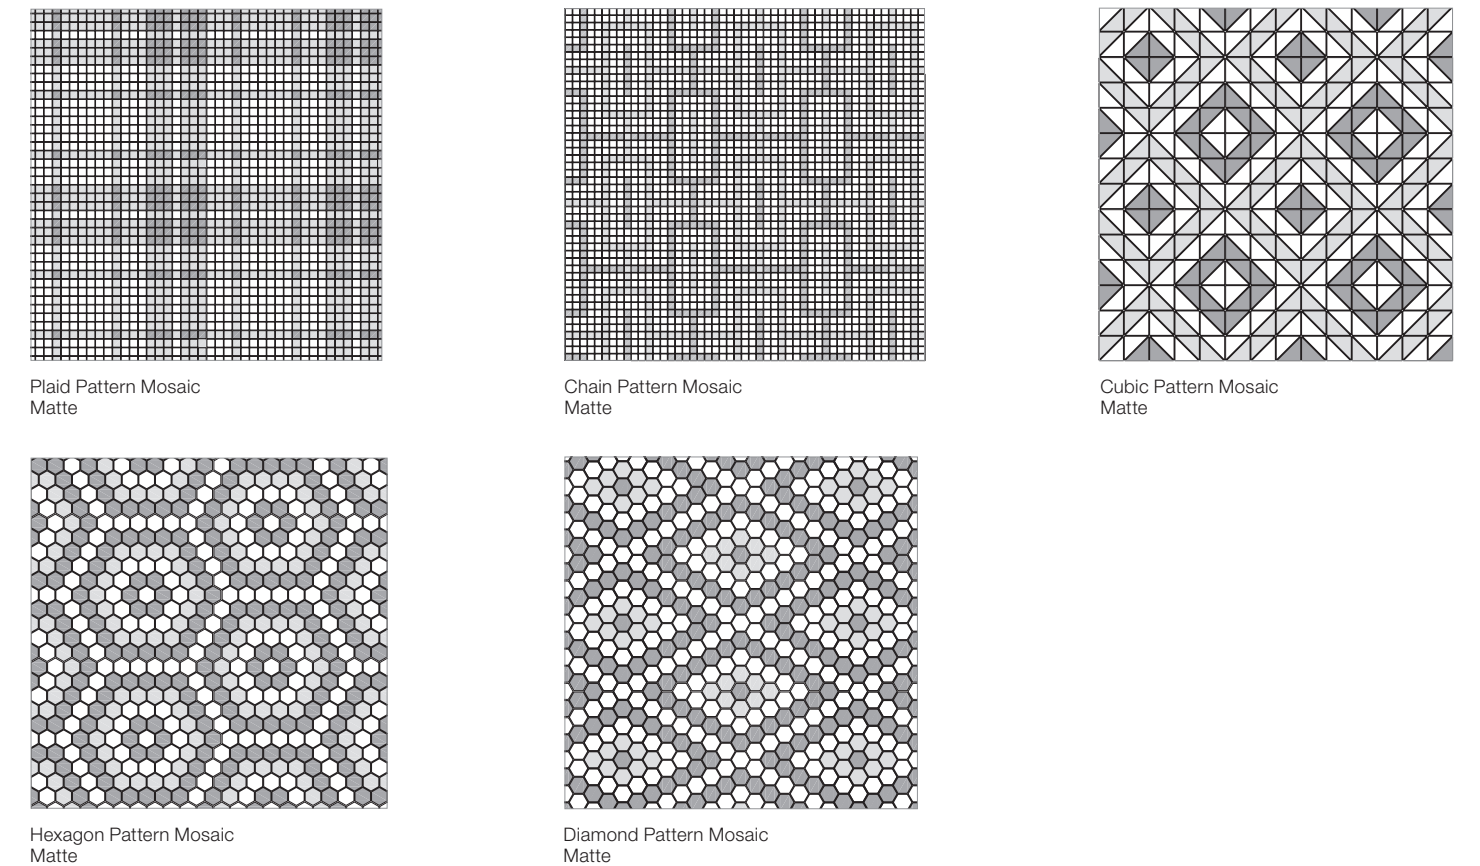 Plaid Pattern Mosaic
Matte
Chain Pattern Mosaic
Matte
Cubic Pattern Mosaic
Matte
Hexagon Pattern Mosaic
Matte
Diamond Pattern Mosaic
Matte